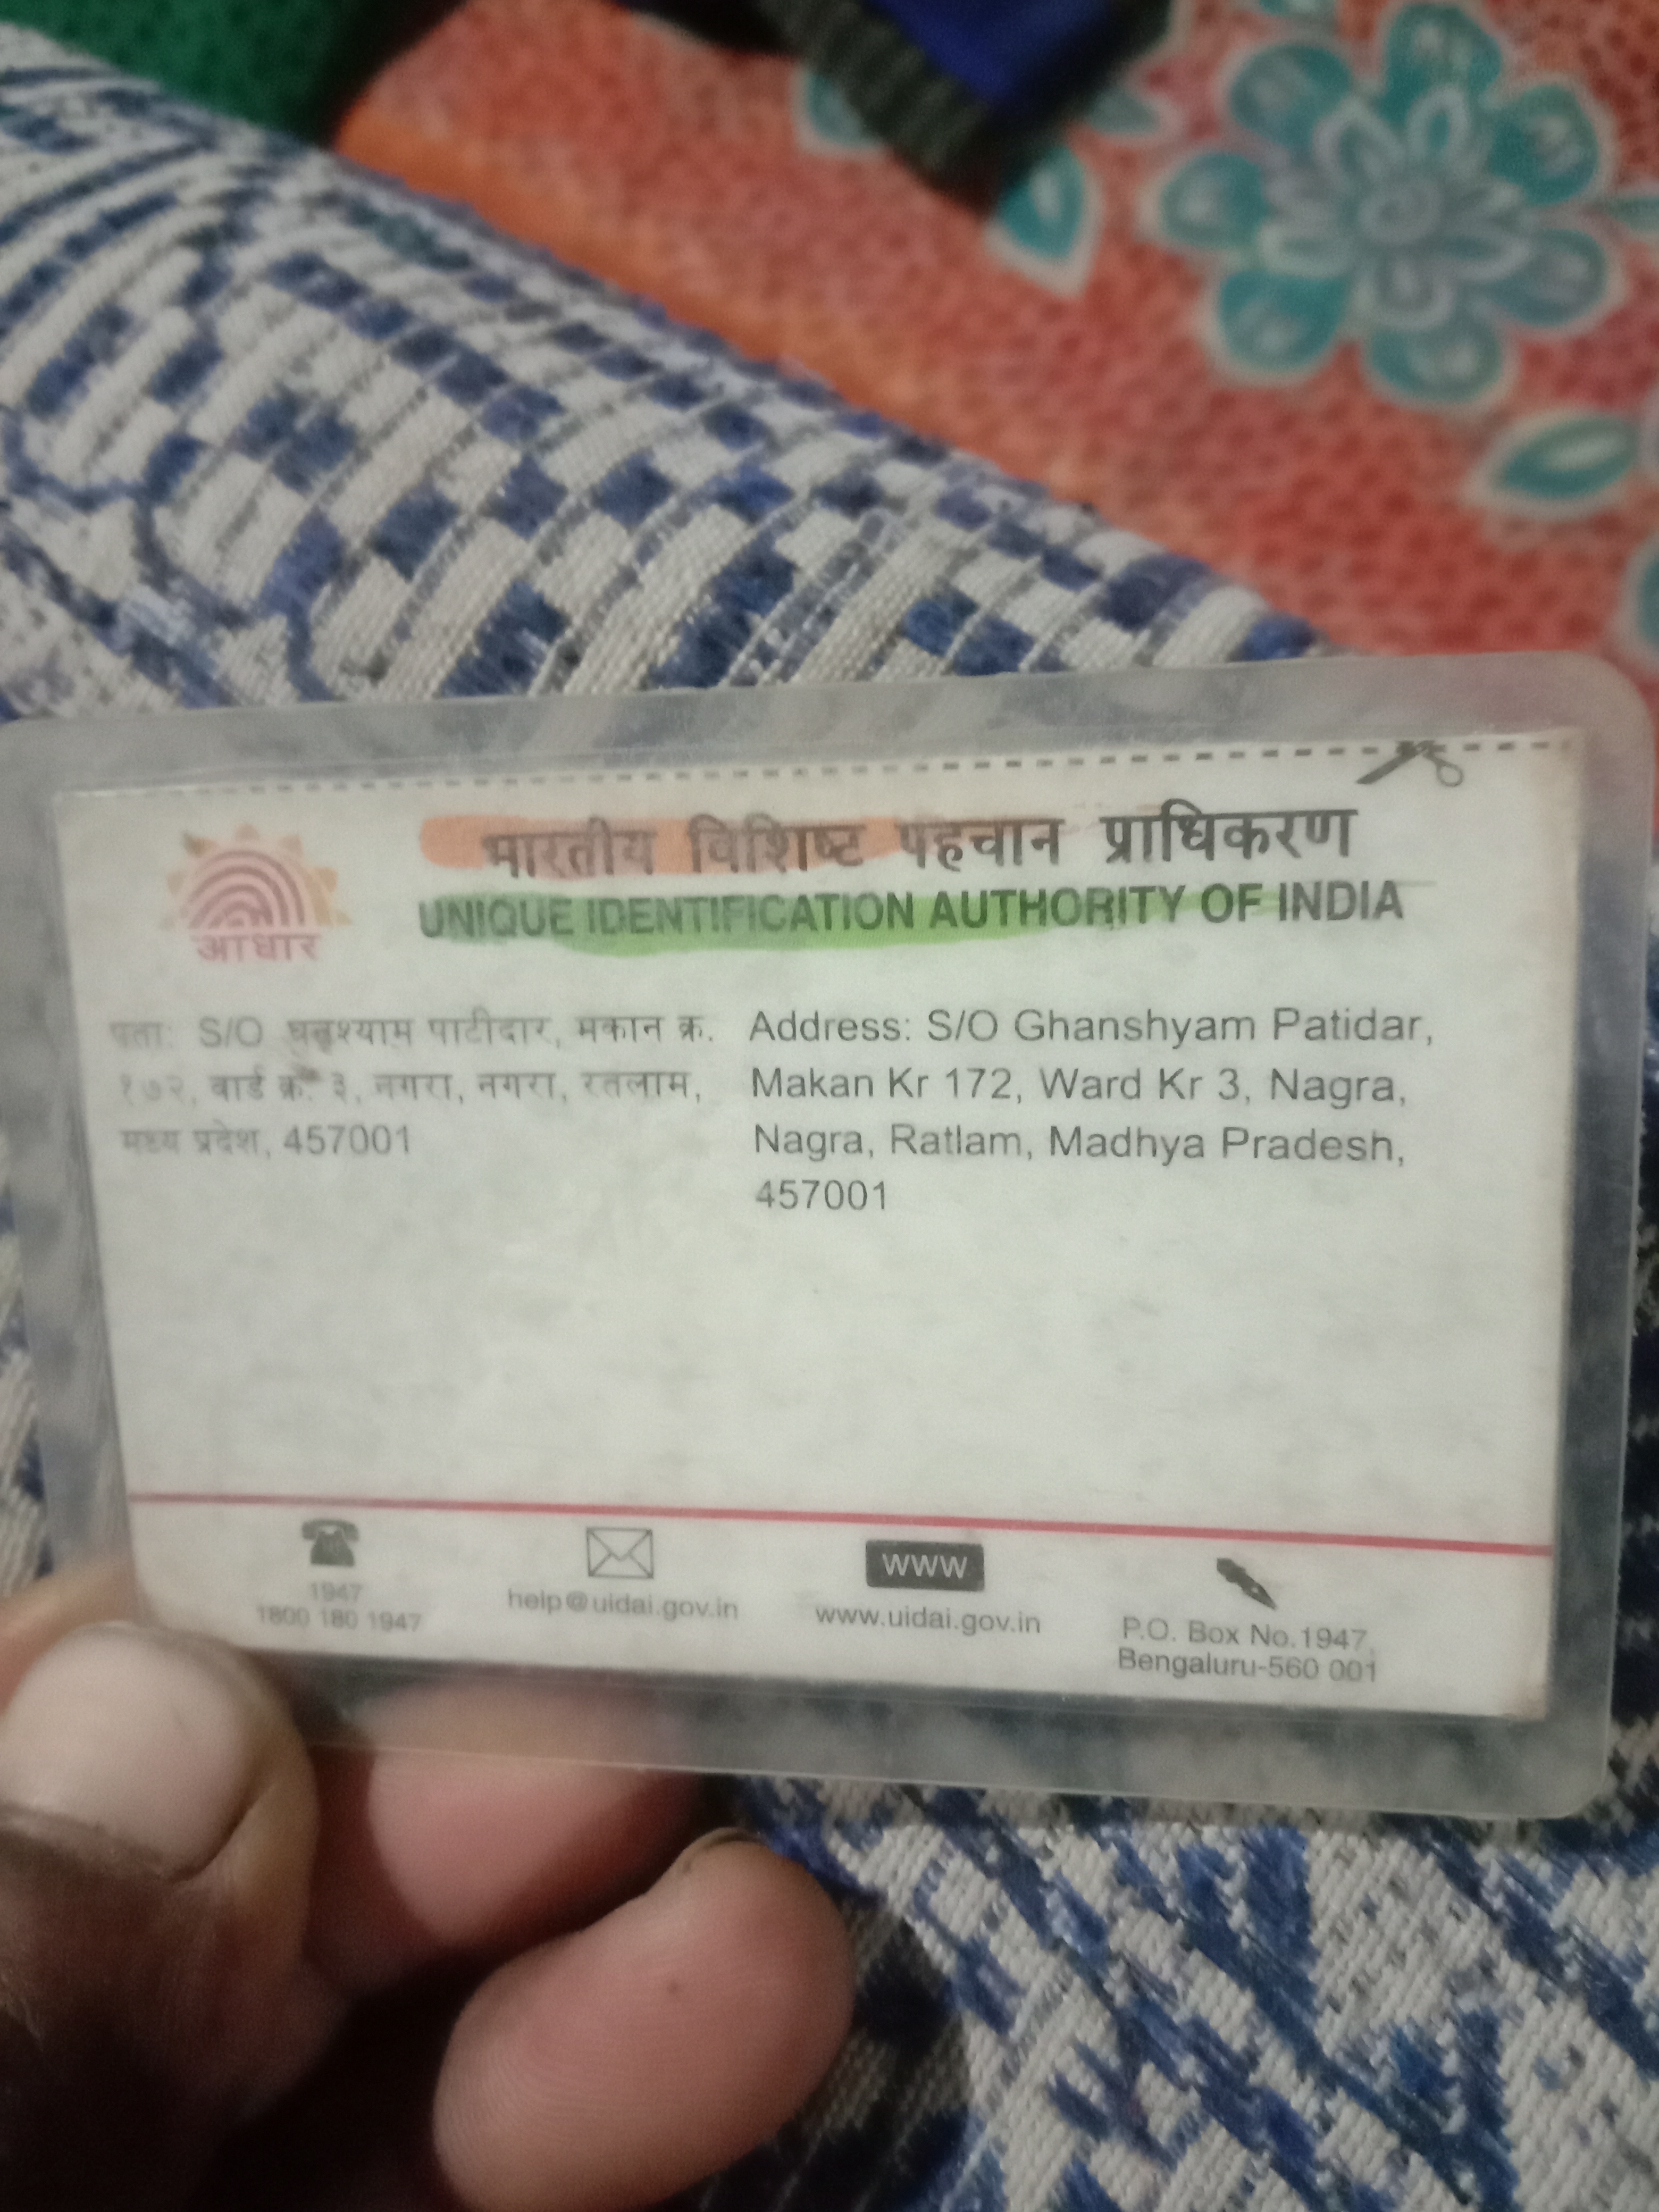 भारतीय विशिष्ट पहचान प्राधिकरण
UNIQUE IDENTIFICATION AUTHORITY OF INDIA
आधार
पता: S/O घनश्याम पाटीदार, मकान क्र.
१७२, वार्ड क्र. ३, नगरा, नगरा, रतलाम,
मध्य प्रदेश, 457001
Address: S/O Ghanshyam Patidar,
Makan Kr 172, Ward Kr 3, Nagra,
Nagra, Ratlam, Madhya Pradesh,
457001
1947
1800 180 1947
help@uidai.gov.in
www
www.uidai.gov.in
P.O. Box No.1947,
Bengaluru-560 001